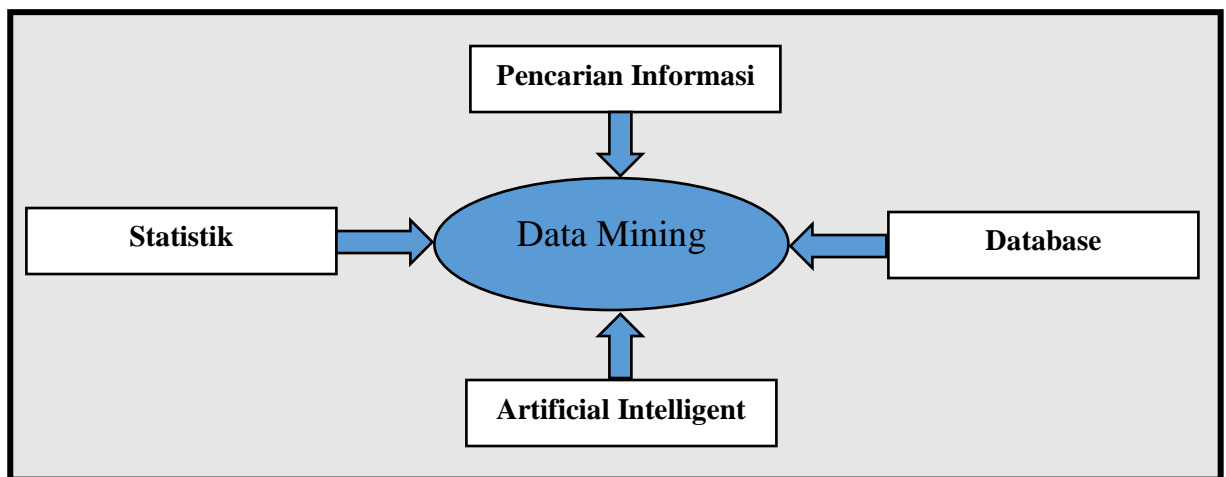 Pencarian Informasi
Statistik
Data Mining
Database
Artificial Intelligent